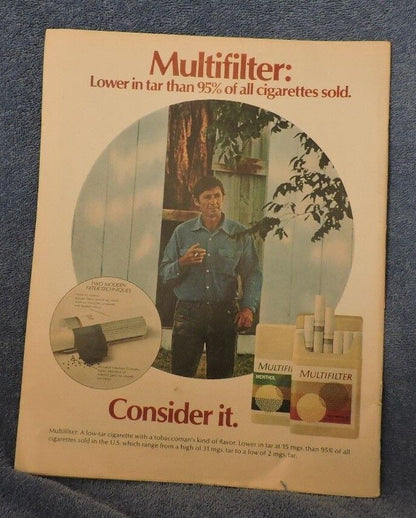 Multifilter:
Lower in tar than 95% of all cigarettes sold.
TWO MODERN
FILTER TECHNIQUES
MULTIFILTER
MENTHOL
MULTIFILTER
Consider it.
Multifilter: A low-tar cigarette with a tobaccoman's kind of flavor. Lower in tar at 15 mgs. than 95% of all
cigarettes sold in the U.S. which range from a high of 31 mgs. tar to a low of 2 mgs. tar.